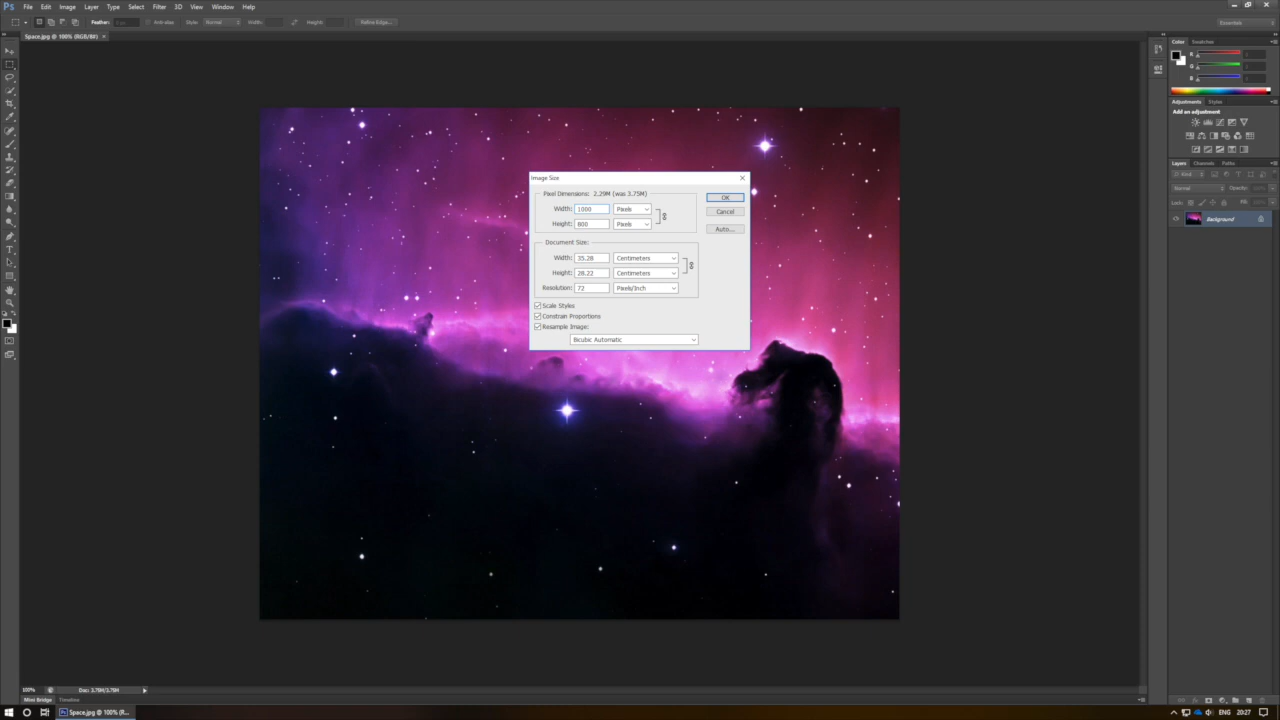 Ps File Edit Image Layer Type Select Filter 3D View Window Help
Feather: Anti-alias Style: Normal Width: Height: Refine Edge... Essentials
Space.jpg @ 100% (RGB/8#) ×
Color Swatches
R
G
B
Adjustments Styles
Add an adjustment
Layers Channels Paths
Kind
Normal Opacity:
Lock: Fill:
Background
Image Size
Pixel Dimensions: 2.29M (was 3.75M)
Width: 1000 Pixels
Height: 800 Pixels
OK
Cancel
Auto...
Document Size:
Width: 35.28 Centimeters
Height: 28.22 Centimeters
Resolution: 72 Pixels/Inch
Scale Styles
Constrain Proportions
Resample Image:
Bicubic Automatic
100% Doc: 3.75M/3.75M
Mini Bridge Timeline
Ps Space.jpg @ 100% (R...
ENG 20:27